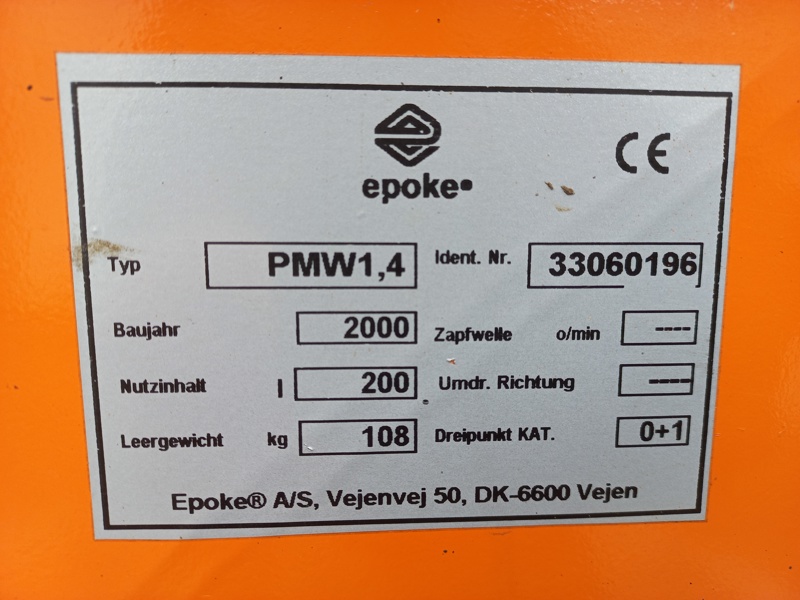 epoke®
CE
Typ PMW1,4 Ident. Nr. 33060196
Baujahr 2000 Zapfwelle o/min ----
Nutzinhalt l 200 Umdr. Richtung ----
Leergewicht kg 108 Dreipunkt KAT. 0+1
Epoke® A/S, Vejenvej 50, DK-6600 Vejen